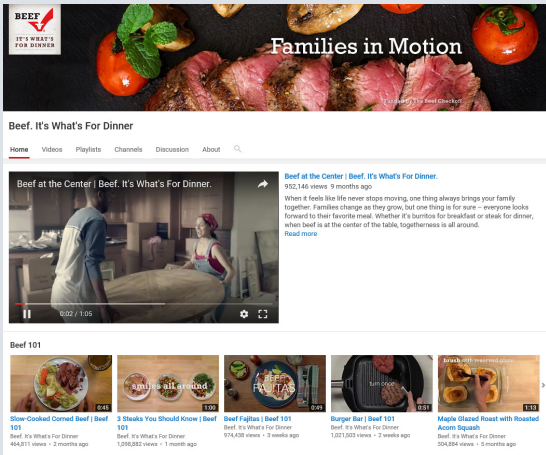 BEEF
IT'S WHAT'S
FOR DINNER
Families in Motion
Funded by The Beef Checkoff
Beef. It's What's For Dinner
Home Videos Playlists Channels Discussion About
Beef at the Center | Beef. It's What's For Dinner.
0:02 / 1:05
Beef at the Center | Beef. It's What's For Dinner.
952,146 views 9 months ago
When it feels like life never stops moving, one thing always brings your family
together. Families change as they grow, but one thing is for sure – everyone looks
forward to their favorite meal. Whether it's burritos for breakfast or steak for dinner,
when beef is at the center of the table, togetherness is all around.
Read more
Beef 101
0:45
smiles all around
1:00
BEEF
FAJITAS
0:49
turn once
0:51
brush with reserved glaze
1:13
Slow-Cooked Corned Beef | Beef
101
Beef. It's What's For Dinner
464,811 views • 2 months ago
3 Steaks You Should Know | Beef
101
Beef. It's What's For Dinner
1,098,882 views • 1 month ago
Beef Fajitas | Beef 101
Beef. It's What's For Dinner
974,438 views • 3 weeks ago
Burger Bar | Beef 101
Beef. It's What's For Dinner
1,021,503 views • 2 weeks ago
Maple Glazed Roast with Roasted
Acorn Squash
Beef. It's What's For Dinner
504,884 views • 5 months ago